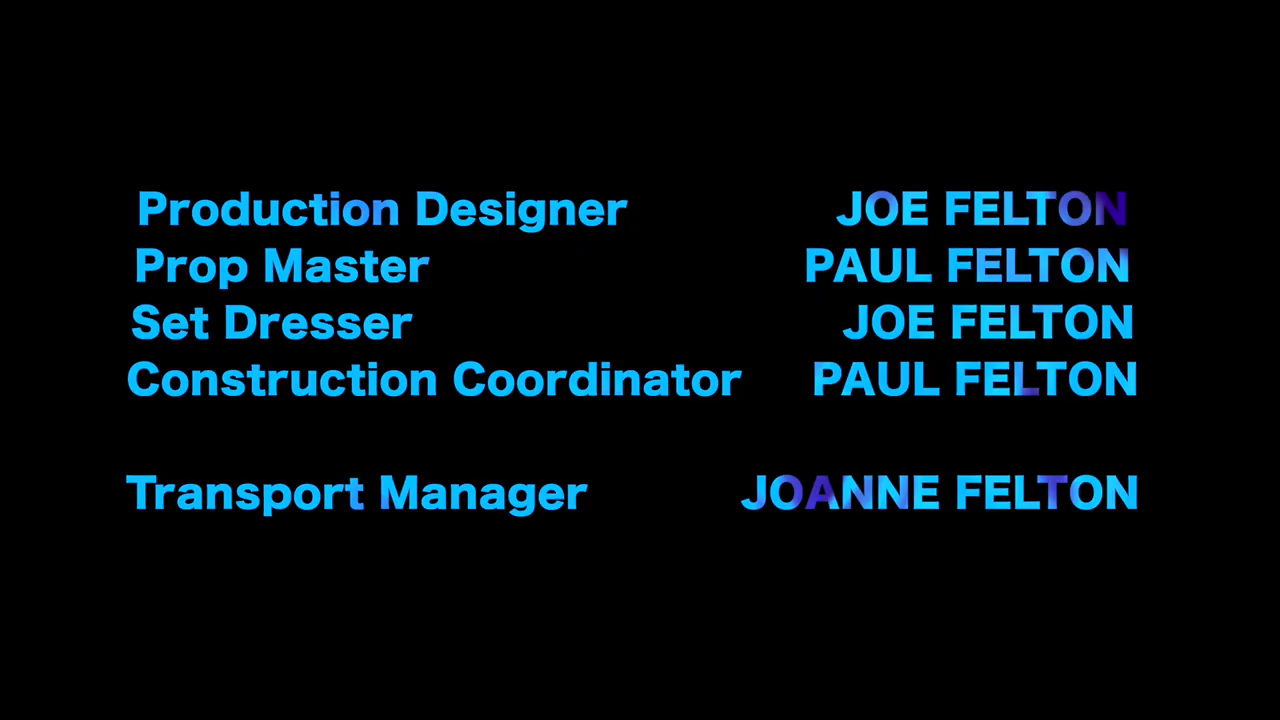 Production Designer JOE FELTON
Prop Master PAUL FELTON
Set Dresser JOE FELTON
Construction Coordinator PAUL FELTON
Transport Manager JOANNE FELTON